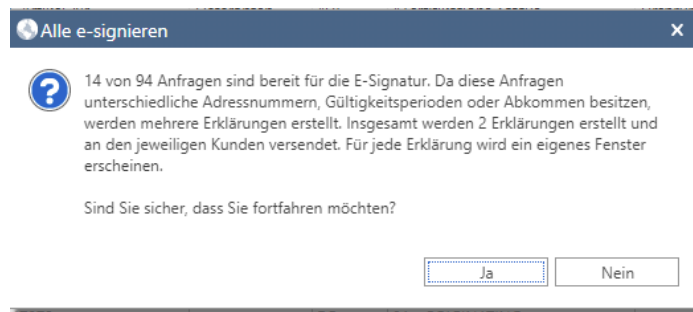 Alle e-signieren
14 von 94 Anfragen sind bereit für die E-Signatur. Da diese Anfragen
unterschiedliche Adressnummern, Gültigkeitsperioden oder Abkommen besitzen,
werden mehrere Erklärungen erstellt. Insgesamt werden 2 Erklärungen erstellt und
an den jeweiligen Kunden versendet. Für jede Erklärung wird ein eigenes Fenster
erscheinen.
Sind Sie sicher, dass Sie fortfahren möchten?
Ja
Nein